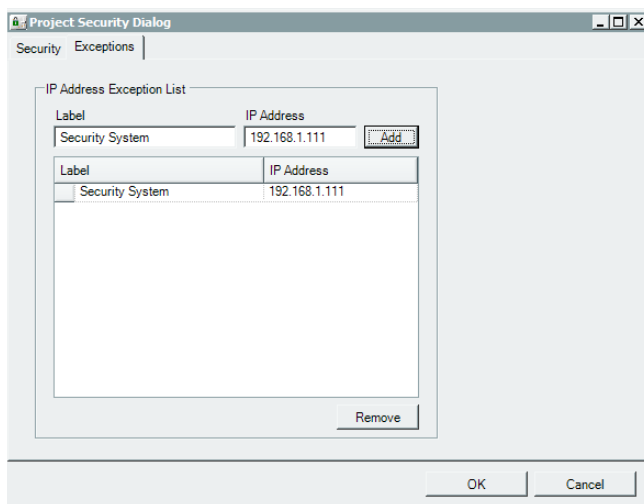 Project Security Dialog
Security Exceptions
IP Address Exception List
Label IP Address
Security System 192.168.1.111 Add
Label IP Address
Security System 192.168.1.111
Remove
OK Cancel